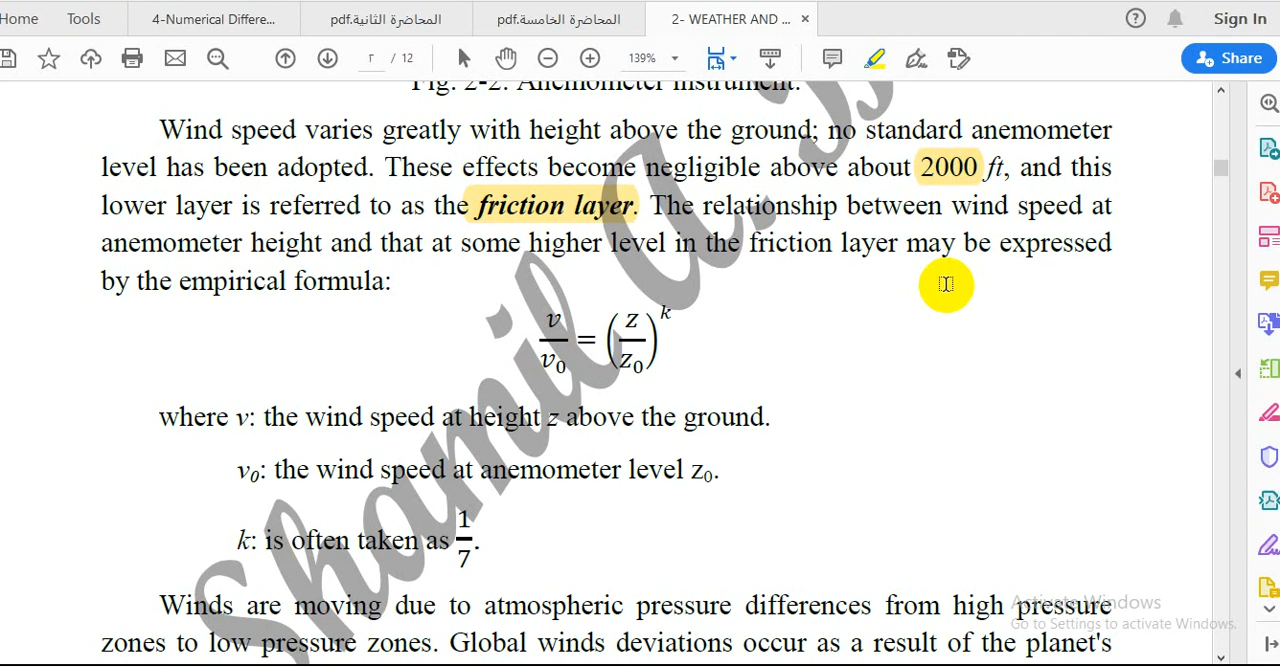 Home Tools 4-Numerical Differe... المحاضرة الثانية.pdf المحاضرة الخامسة.pdf 2- WEATHER AND ... × Sign In
٢ / 12 139% Share
Fig. 2-2: Anemometer instrument.
Wind speed varies greatly with height above the ground; no standard anemometer
level has been adopted. These effects become negligible above about 2000 ft, and this
lower layer is referred to as the friction layer. The relationship between wind speed at
anemometer height and that at some higher level in the friction layer may be expressed
by the empirical formula:
v/v₀ = (z/z₀)ᵏ
where v: the wind speed at height z above the ground.
v₀: the wind speed at anemometer level z₀.
k: is often taken as 1/7.
Winds are moving due to atmospheric pressure differences from high pressure
zones to low pressure zones. Global winds deviations occur as a result of the planet's
Shamil A.
Activate Windows
Go to Settings to activate Windows.